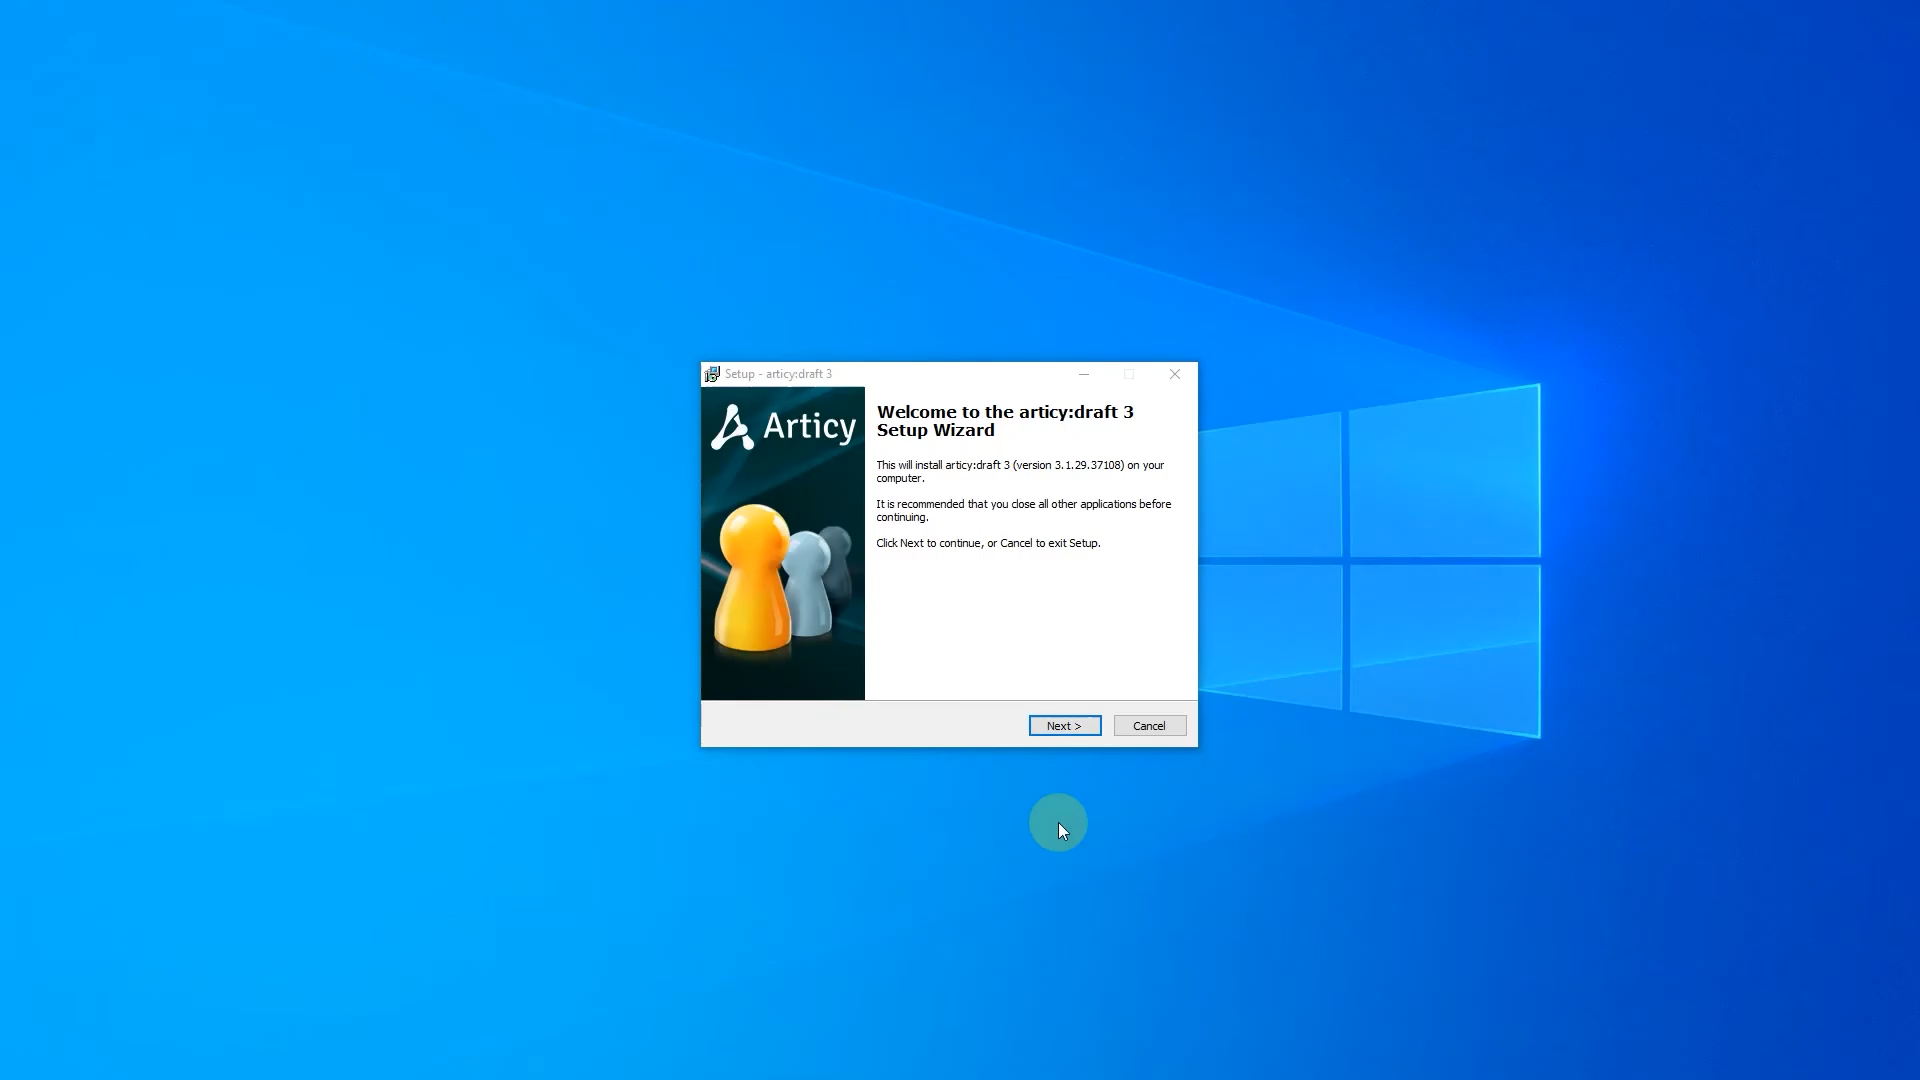 Setup - articy:draft 3
Articy
Welcome to the articy:draft 3
Setup Wizard
This will install articy:draft 3 (version 3.1.29.37108) on your
computer.
It is recommended that you close all other applications before
continuing.
Click Next to continue, or Cancel to exit Setup.
Next >
Cancel